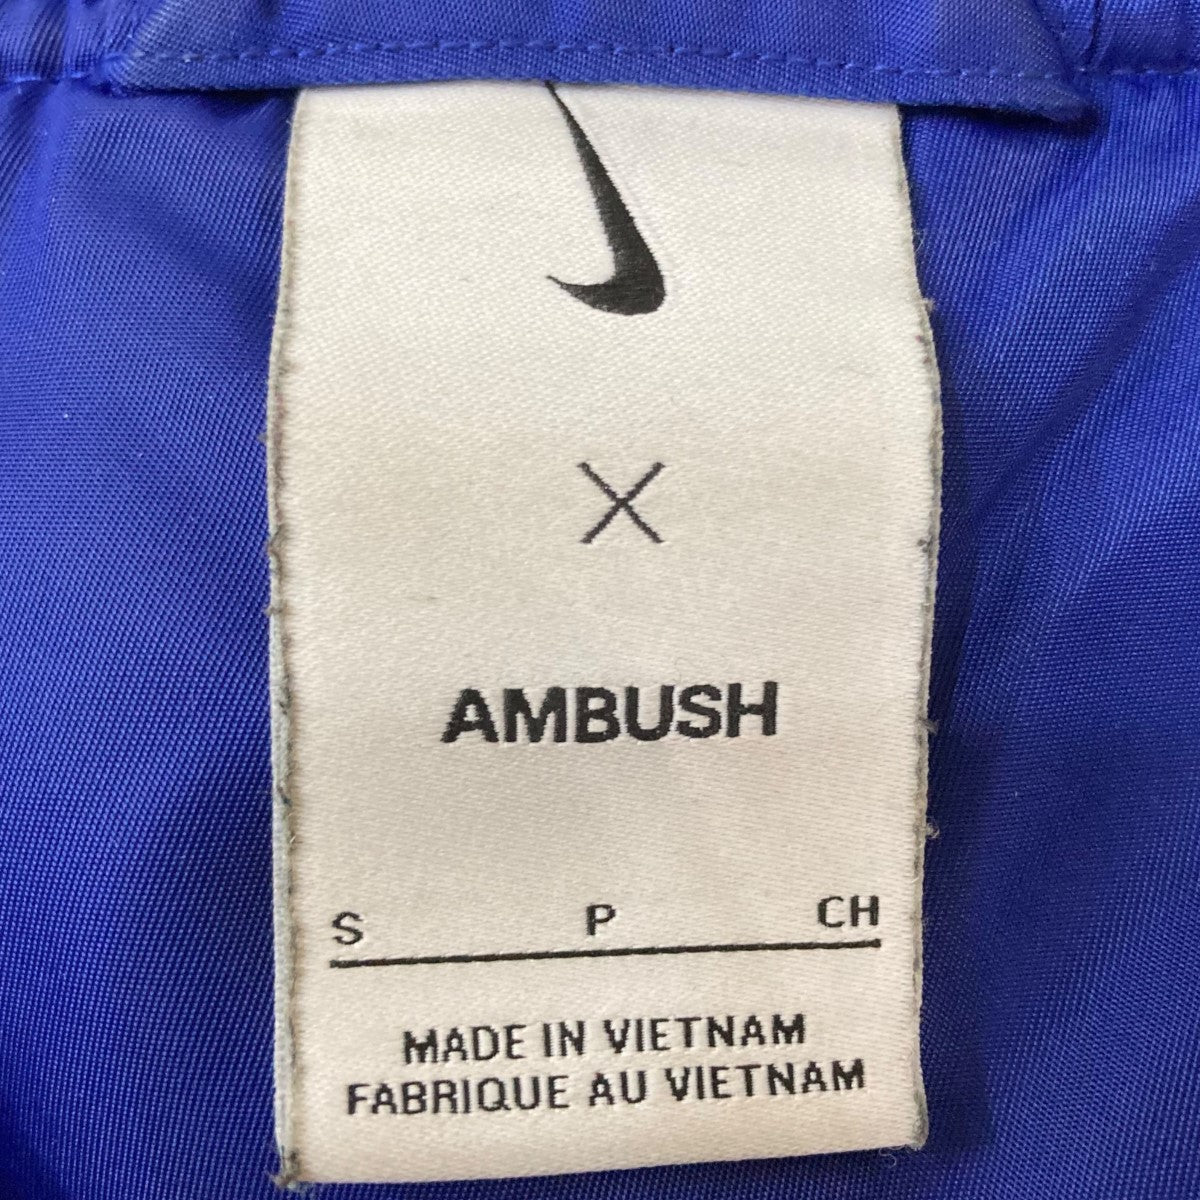 X
AMBUSH
S P CH
MADE IN VIETNAM
FABRIQUE AU VIETNAM